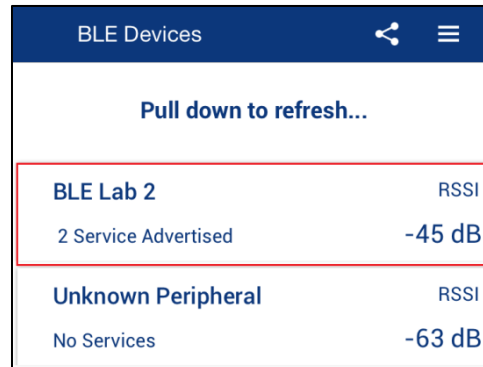 BLE Devices
Pull down to refresh...
BLE Lab 2 RSSI
2 Service Advertised -45 dB
Unknown Peripheral RSSI
No Services -63 dB